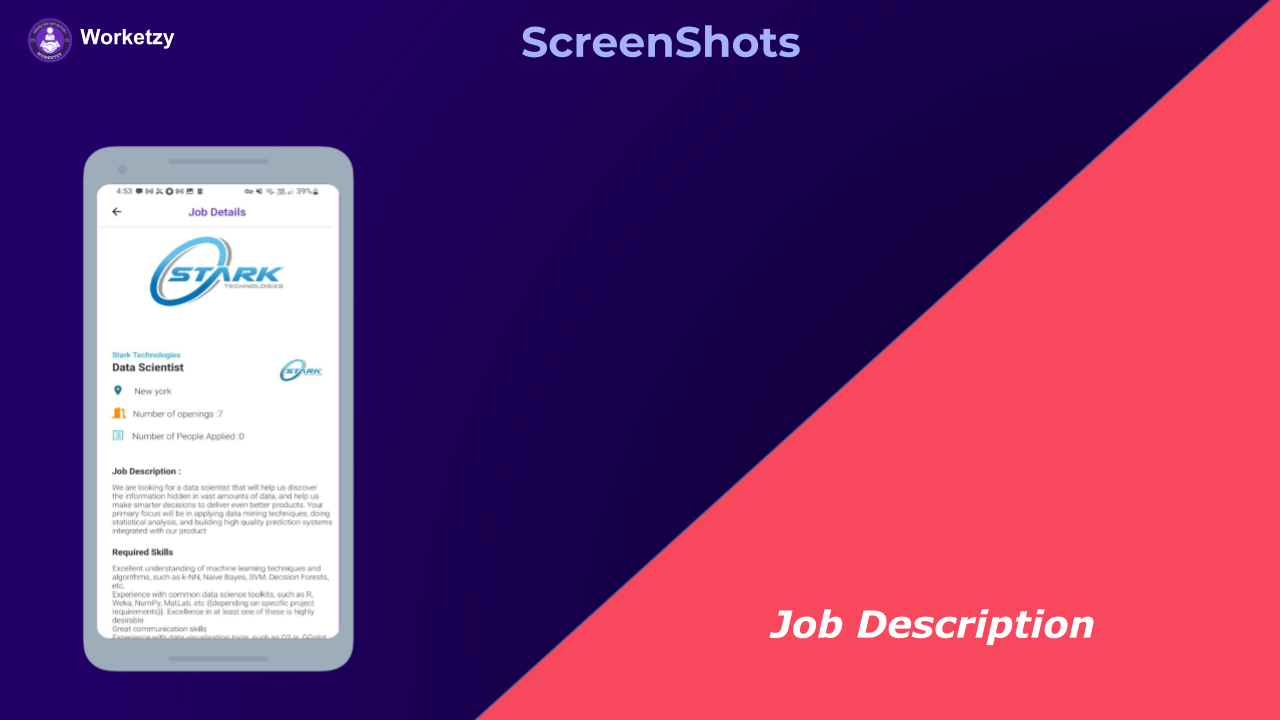 Worketzy
ScreenShots
4:53
39%
Job Details
STARK
TECHNOLOGIES
Stark Technologies
Data Scientist
STARK
New york
Number of openings :7
Number of People Applied :0
Job Description :
We are looking for a data scientist that will help us discover
the information hidden in vast amounts of data, and help us
make smarter decisions to deliver even better products. Your
primary focus will be in applying data mining techniques, doing
statistical analysis, and building high quality prediction systems
integrated with our product
Required Skills
Excellent understanding of machine learning techniques and
algorithms, such as k-NN, Naive Bayes, SVM, Decision Forests,
etc.
Experience with common data science toolkits, such as R,
Weka, NumPy, MatLab, etc {{depending on specific project
requirements}}. Excellence in at least one of these is highly
desirable
Great communication skills
Experience with data visualisation tools, such as D3.js, GGplot,
Job Description